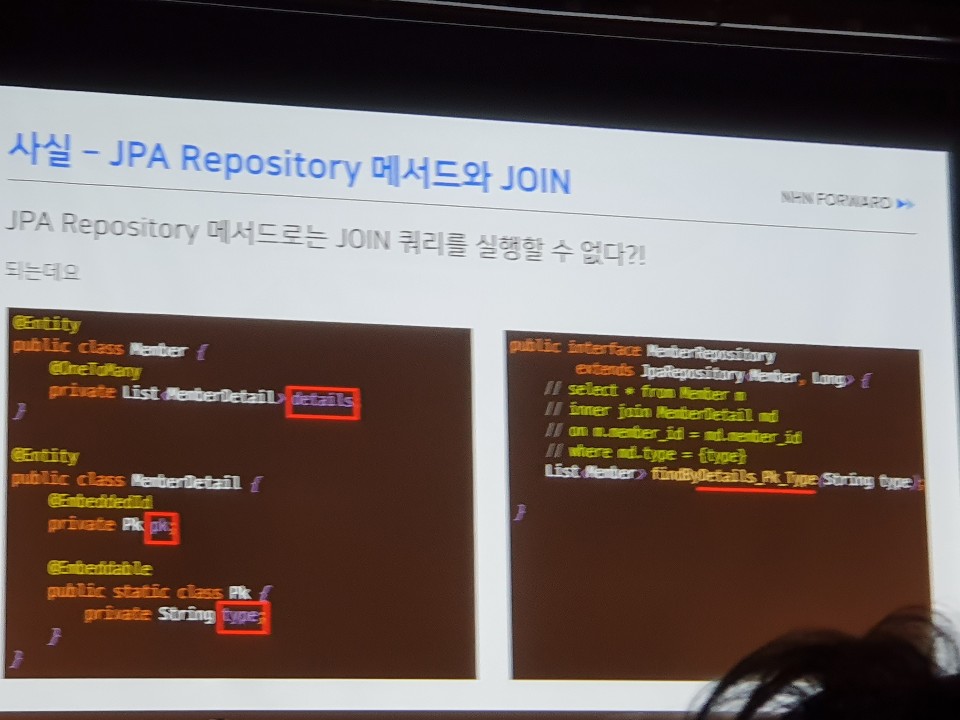 사실 – JPA Repository 메서드와 JOIN
NHN FORWARD
JPA Repository 메서드로는 JOIN 쿼리를 실행할 수 없다?!
되는데요
@Entity
public class Member {
@OneToMany
private List<MemberDetail> details;
}
@Entity
public class MemberDetail {
@EmbeddedId
private Pk pk;
@Embeddable
public static class Pk {
private String type;
}
}
public interface MemberRepository
extends JpaRepository<Member, Long> {
// select * from Member m
// inner join MemberDetail md
// on m.member_id = md.member_id
// where md.type = {type}
List<Member> findByDetails_Pk_Type(String type);
}